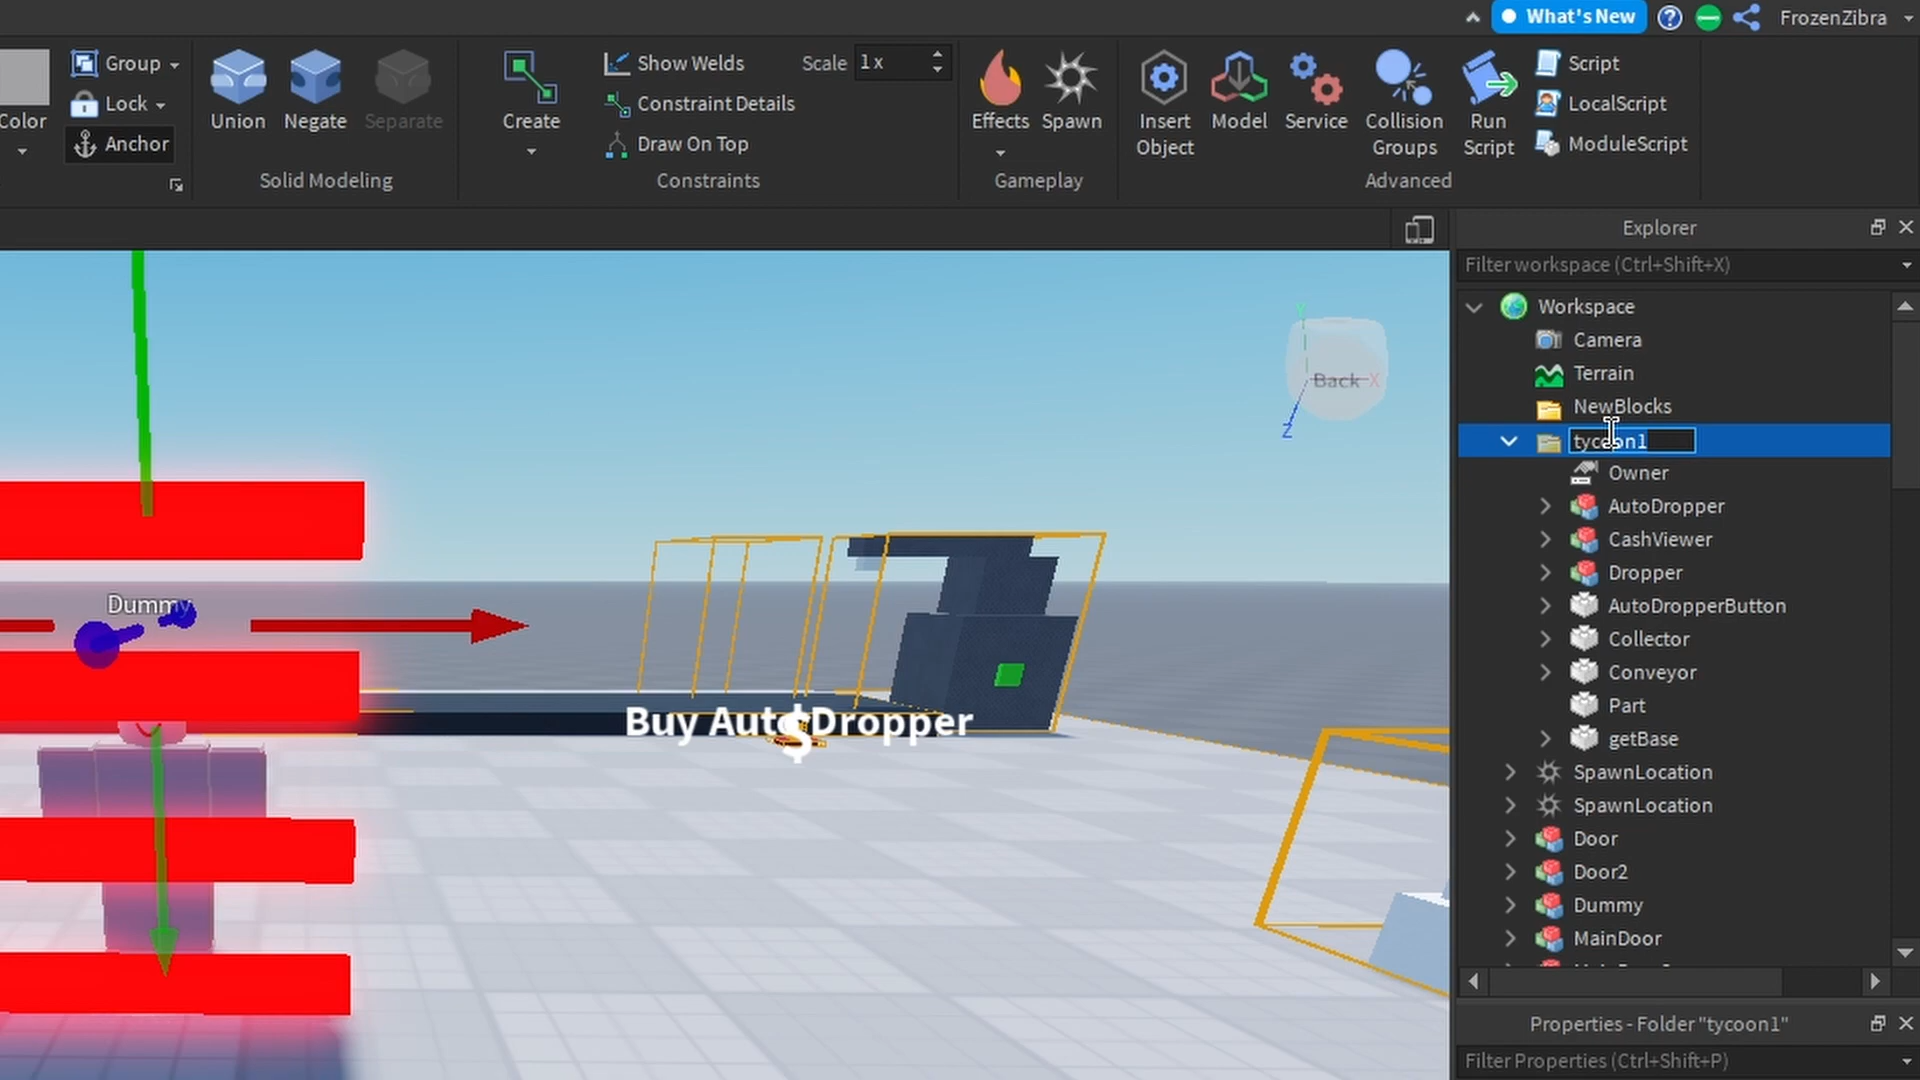 What's New
FrozenZibra
Color
Group
Lock
Anchor
Union
Negate
Separate
Solid Modeling
Create
Show Welds
Scale 1 x
Constraint Details
Draw On Top
Constraints
Effects
Spawn
Gameplay
Insert Object
Model
Service
Collision Groups
Run Script
Script
LocalScript
ModuleScript
Advanced
Explorer
Filter workspace (Ctrl+Shift+X)
Workspace
Camera
Terrain
NewBlocks
tycoon1
Owner
AutoDropper
CashViewer
Dropper
AutoDropperButton
Collector
Conveyor
Part
getBase
SpawnLocation
SpawnLocation
Door
Door2
Dummy
MainDoor
Properties - Folder "tycoon1"
Filter Properties (Ctrl+Shift+P)
Y
Back
X
Z
Dummy
Buy Auto Dropper
$